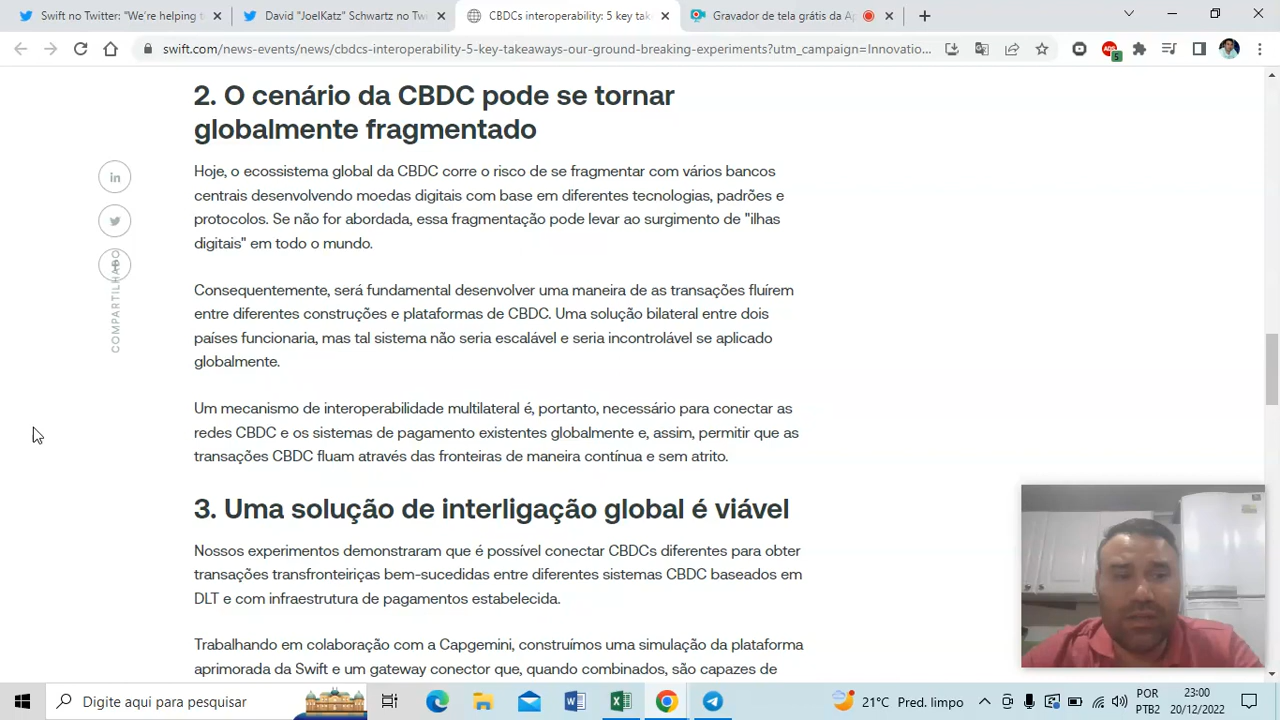 Swift no Twitter: "We're helping t
David "JoelKatz" Schwartz no Tw
CBDCs interoperability: 5 key tak
Gravador de tela grátis da Ap
swift.com/news-events/news/cbdcs-interoperability-5-key-takeaways-our-ground-breaking-experiments?utm_campaign=Innovatio...
ADS
5
2. O cenário da CBDC pode se tornar
globalmente fragmentado
Hoje, o ecossistema global da CBDC corre o risco de se fragmentar com vários bancos
centrais desenvolvendo moedas digitais com base em diferentes tecnologias, padrões e
protocolos. Se não for abordada, essa fragmentação pode levar ao surgimento de "ilhas
digitais" em todo o mundo.
in
COMPARTILHADO
Consequentemente, será fundamental desenvolver uma maneira de as transações fluírem
entre diferentes construções e plataformas de CBDC. Uma solução bilateral entre dois
países funcionaria, mas tal sistema não seria escalável e seria incontrolável se aplicado
globalmente.
Um mecanismo de interoperabilidade multilateral é, portanto, necessário para conectar as
redes CBDC e os sistemas de pagamento existentes globalmente e, assim, permitir que as
transações CBDC fluam através das fronteiras de maneira contínua e sem atrito.
3. Uma solução de interligação global é viável
Nossos experimentos demonstraram que é possível conectar CBDCs diferentes para obter
transações transfronteiriças bem-sucedidas entre diferentes sistemas CBDC baseados em
DLT e com infraestrutura de pagamentos estabelecida.
Trabalhando em colaboração com a Capgemini, construímos uma simulação da plataforma
aprimorada da Swift e um gateway conector que, quando combinados, são capazes de
Digite aqui para pesquisar
21°C Pred. limpo
POR
PTB2
23:00
20/12/2022